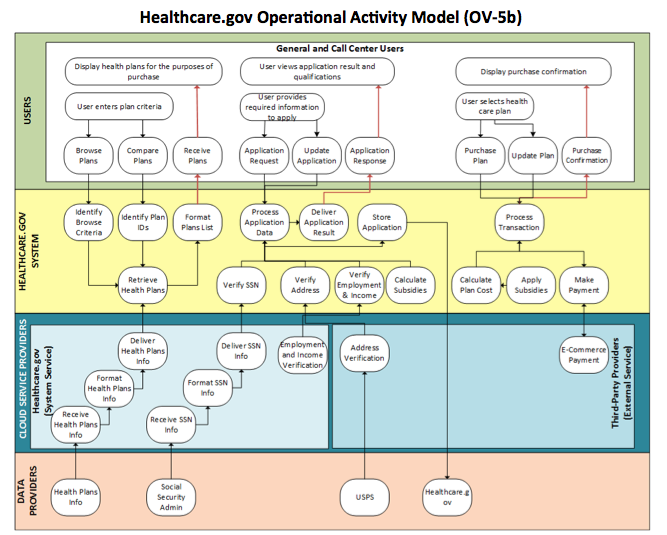 Healthcare.gov Operational Activity Model (OV-5b)
USERS
General and Call Center Users
Display health plans for the purposes of
purchase
User views application result and
qualifications
Display purchase confirmation
User enters plan criteria
User provides
required information
to apply
User selects health
care plan
Browse
Plans
Compare
Plans
Receive
Plans
Application
Request
Update
Application
Application
Response
Purchase
Plan
Update Plan
Purchase
Confirmation
HEALTHCARE.GOV
SYSTEM
Identify
Browse
Criteria
Identify Plan
IDs
Format
Plans List
Process
Application
Data
Deliver
Application
Result
Store
Application
Process
Transaction
Retrieve
Health Plans
Verify SSN
Verify
Address
Verify
Employment
& Income
Calculate
Subsidies
Calculate
Plan Cost
Apply
Subsidies
Make
Payment
CLOUD SERVICE PROVIDERS
Healthcare.gov
(System Service)
Deliver
Health Plans
Info
Deliver SSN
Info
Employment
and Income
Verification
Address
Verification
E-Commerce
Payment
Third-Party Providers
(External Service)
Format
Health Plans
Info
Format SSN
Info
Receive
Health Plans
Info
Receive SSN
Info
DATA
PROVIDERS
Health Plans
Info
Social
Security
Admin
USPS
Healthcare.g
ov